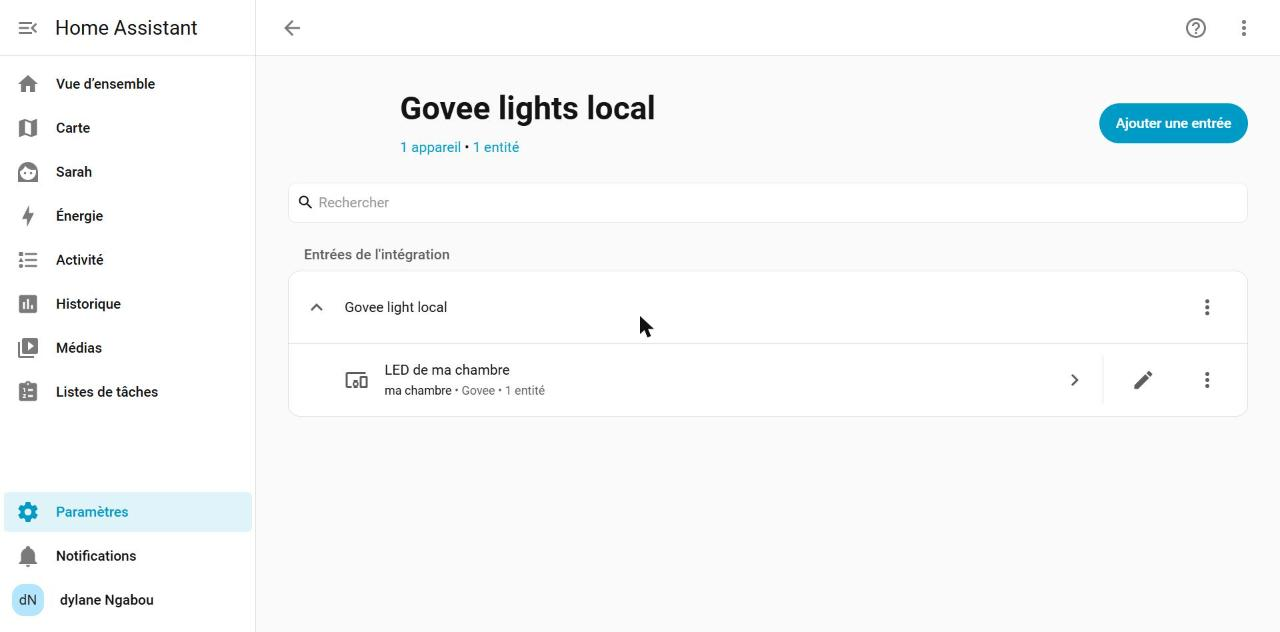 Home Assistant
Vue d’ensemble
Carte
Sarah
Énergie
Activité
Historique
Médias
Listes de tâches
Paramètres
Notifications
dN dylane Ngabou
Govee lights local
1 appareil • 1 entité
Ajouter une entrée
Rechercher
Entrées de l'intégration
Govee light local
LED de ma chambre
ma chambre • Govee • 1 entité